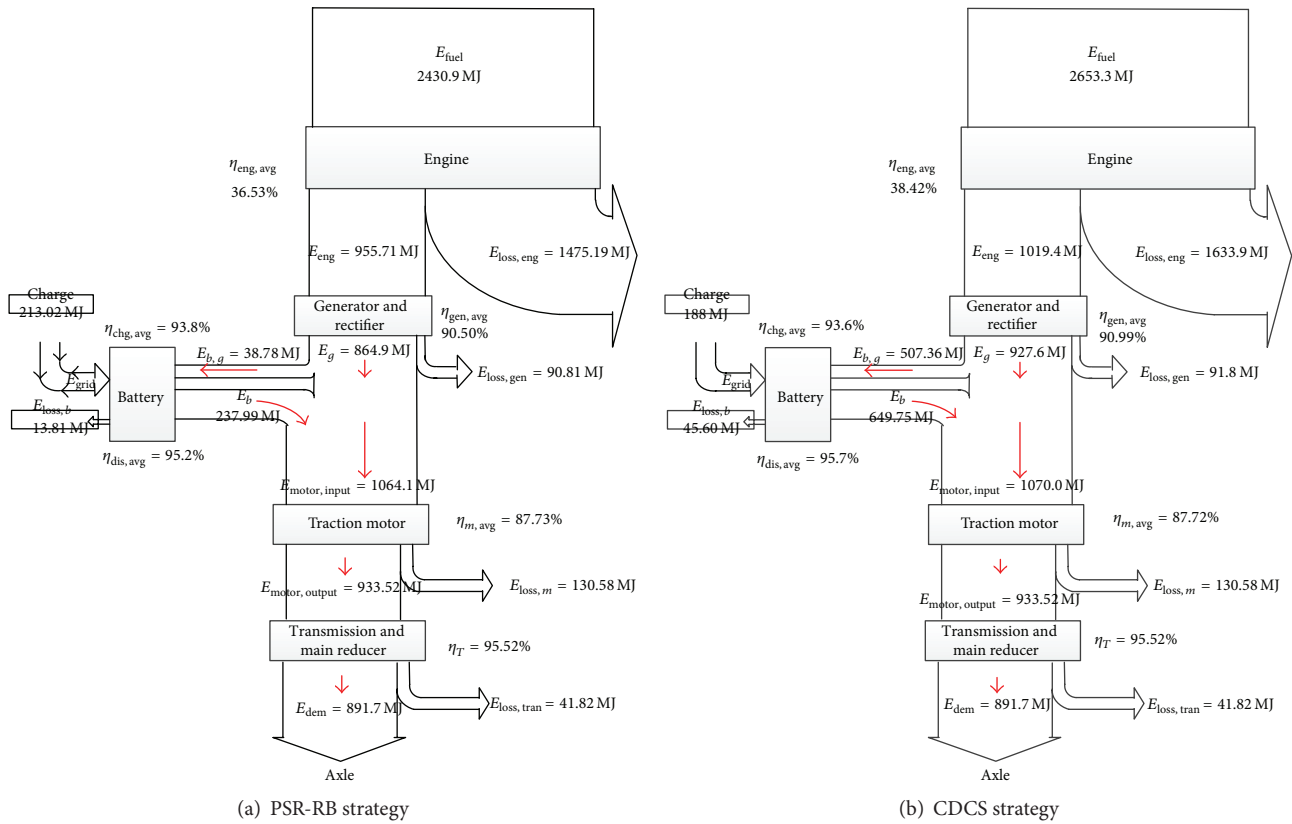 E_fuel
2430.9 MJ
Engine
η_eng, avg
36.53%
E_eng = 955.71 MJ
E_loss, eng = 1475.19 MJ
Charge
213.02 MJ
Generator and
rectifier
η_gen, avg
90.50%
η_chg, avg = 93.8%
E_b, g = 38.78 MJ
E_g = 864.9 MJ
E_loss, gen = 90.81 MJ
E_grid
Battery
E_b
237.99 MJ
E_loss, b
13.81 MJ
η_dis, avg = 95.2%
E_motor, input = 1064.1 MJ
Traction motor
η_m, avg = 87.73%
E_motor, output = 933.52 MJ
E_loss, m = 130.58 MJ
Transmission and
main reducer
η_T = 95.52%
E_dem = 891.7 MJ
E_loss, tran = 41.82 MJ
Axle
(a) PSR-RB strategy
E_fuel
2653.3 MJ
Engine
η_eng, avg
38.42%
E_eng = 1019.4 MJ
E_loss, eng = 1633.9 MJ
Charge
188 MJ
Generator and
rectifier
η_gen, avg
90.99%
η_chg, avg = 93.6%
E_b, g = 507.36 MJ
E_g = 927.6 MJ
E_loss, gen = 91.8 MJ
E_grid
Battery
E_b
649.75 MJ
E_loss, b
45.60 MJ
η_dis, avg = 95.7%
E_motor, input = 1070.0 MJ
Traction motor
η_m, avg = 87.72%
E_motor, output = 933.52 MJ
E_loss, m = 130.58 MJ
Transmission and
main reducer
η_T = 95.52%
E_dem = 891.7 MJ
E_loss, tran = 41.82 MJ
Axle
(b) CDCS strategy